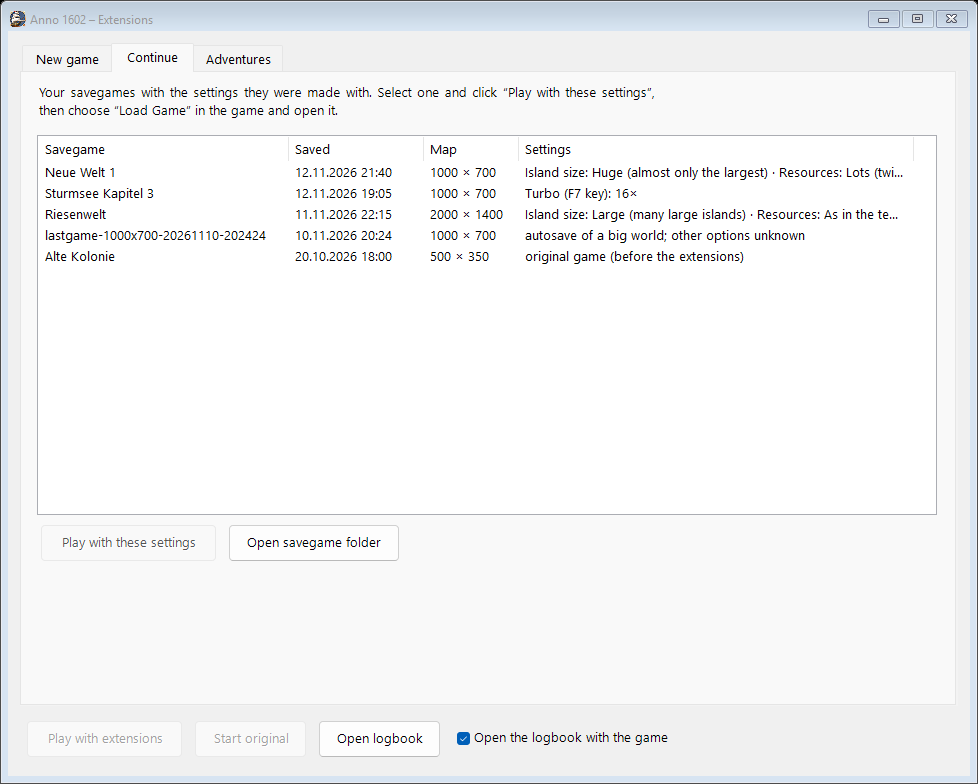 Anno 1602 – Extensions
New game
Continue
Adventures
Your savegames with the settings they were made with. Select one and click “Play with these settings”,
then choose “Load Game” in the game and open it.
Savegame Saved Map Settings
Neue Welt 1 12.11.2026 21:40 1000 × 700 Island size: Huge (almost only the largest) · Resources: Lots (twi...
Sturmsee Kapitel 3 12.11.2026 19:05 1000 × 700 Turbo (F7 key): 16×
Riesenwelt 11.11.2026 22:15 2000 × 1400 Island size: Large (many large islands) · Resources: As in the te...
lastgame-1000x700-20261110-202424 10.11.2026 20:24 1000 × 700 autosave of a big world; other options unknown
Alte Kolonie 20.10.2026 18:00 500 × 350 original game (before the extensions)
Play with these settings
Open savegame folder
Play with extensions
Start original
Open logbook
Open the logbook with the game